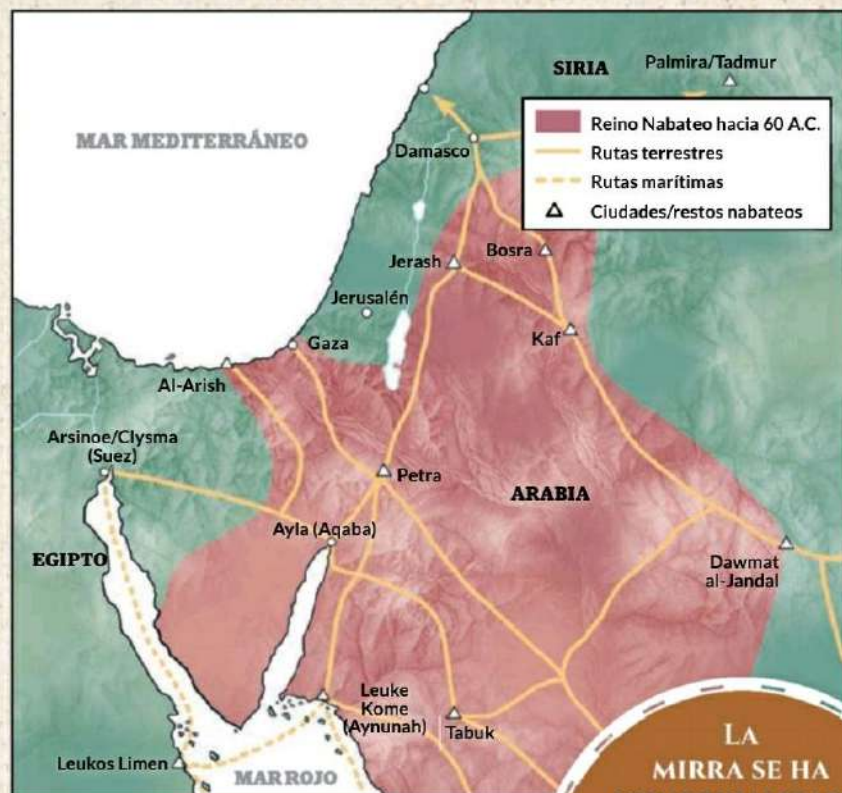 SIRIA
Palmira/Tadmur
MAR MEDITERRÁNEO
Reino Nabateo hacia 60 A.C.
Rutas terrestres
Rutas marítimas
Ciudades/restos nabateos
Damasco
Bosra
Jerash
Jerusalén
Kaf
Gaza
Al-Arish
Arsinoe/Clysma
(Suez)
Petra
ARABIA
Ayla (Aqaba)
EGIPTO
Dawmat
al-Jandal
Leuke
Kome
(Aynunah)
Tabuk
Leukos Limen
MAR ROJO
LA
MIRRA SE HA